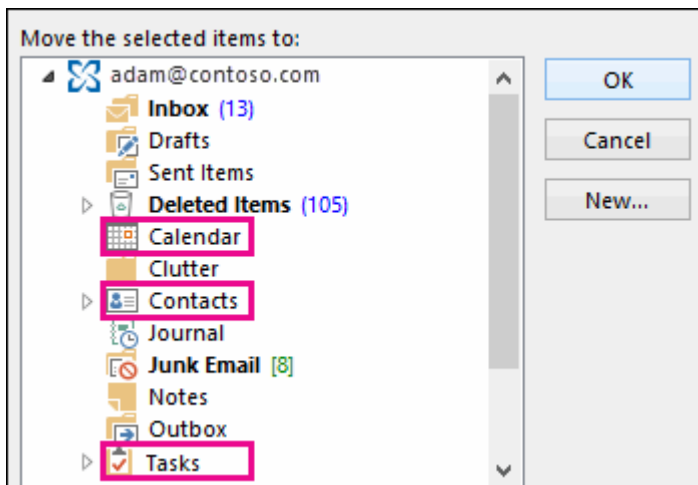 Move the selected items to:
adam@contoso.com
Inbox (13)
Drafts
Sent Items
Deleted Items (105)
Calendar
Clutter
Contacts
Journal
Junk Email [8]
Notes
Outbox
Tasks
OK
Cancel
New...